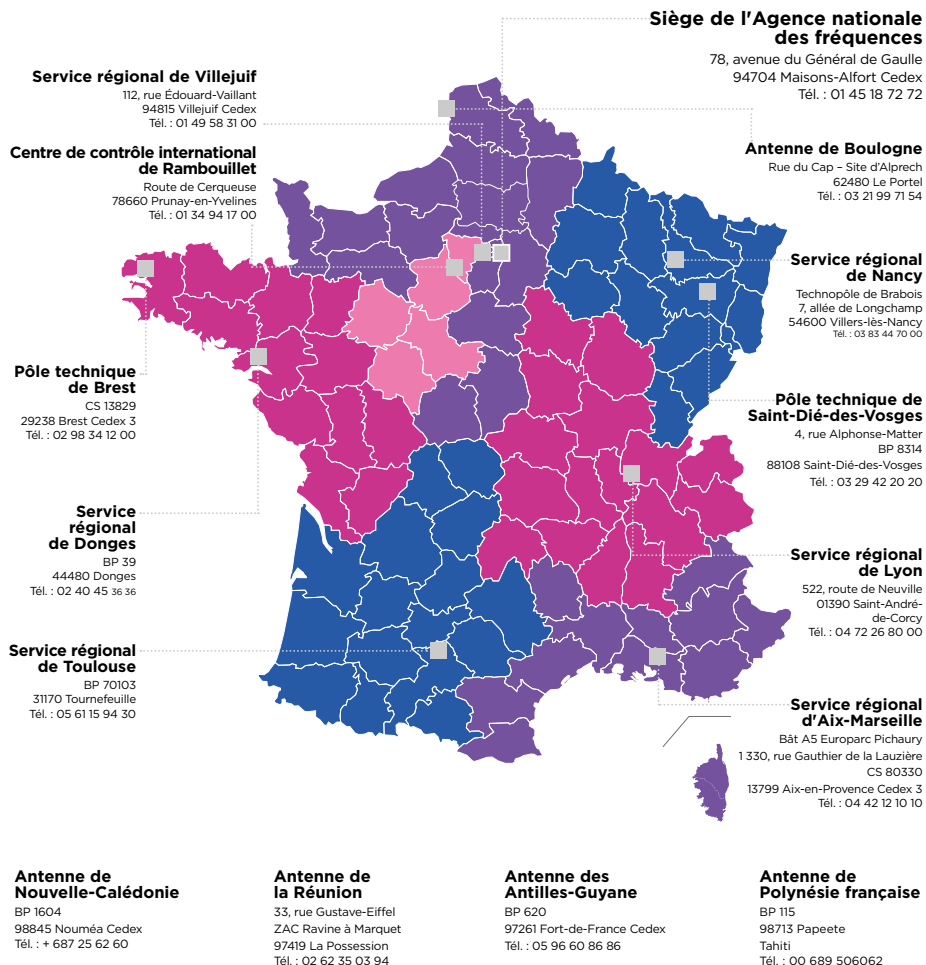 Siège de l'Agence nationale
des fréquences
78, avenue du Général de Gaulle
94704 Maisons-Alfort Cedex
Tél. : 01 45 18 72 72
Service régional de Villejuif
112, rue Édouard-Vaillant
94815 Villejuif Cedex
Tél. : 01 49 58 31 00
Centre de contrôle international
de Rambouillet
Route de Cerqueuse
78660 Prunay-en-Yvelines
Tél. : 01 34 94 17 00
Antenne de Boulogne
Rue du Cap – Site d'Alprech
62480 Le Portel
Tél. : 03 21 99 71 54
Service régional
de Nancy
Technopôle de Brabois
7, allée de Longchamp
54600 Villers-lès-Nancy
Tél. : 03 83 44 70 00
Pôle technique
de Brest
CS 13829
29238 Brest Cedex 3
Tél. : 02 98 34 12 00
Pôle technique de
Saint-Dié-des-Vosges
4, rue Alphonse-Matter
BP 8314
88108 Saint-Dié-des-Vosges
Tél. : 03 29 42 20 20
Service
régional
de Donges
BP 39
44480 Donges
Tél. : 02 40 45 36 36
Service régional
de Lyon
522, route de Neuville
01390 Saint-André-
de-Corcy
Tél. : 04 72 26 80 00
Service régional
de Toulouse
BP 70103
31170 Tournefeuille
Tél. : 05 61 15 94 30
Service régional
d'Aix-Marseille
Bât A5 Europarc Pichaury
1 330, rue Gauthier de la Lauzière
CS 80330
13799 Aix-en-Provence Cedex 3
Tél. : 04 42 12 10 10
Antenne de
Nouvelle-Calédonie
BP 1604
98845 Nouméa Cedex
Tél. : + 687 25 62 60
Antenne de
la Réunion
33, rue Gustave-Eiffel
ZAC Ravine à Marquet
97419 La Possession
Tél. : 02 62 35 03 94
Antenne des
Antilles-Guyane
BP 620
97261 Fort-de-France Cedex
Tél. : 05 96 60 86 86
Antenne de
Polynésie française
BP 115
98713 Papeete
Tahiti
Tél. : 00 689 506062